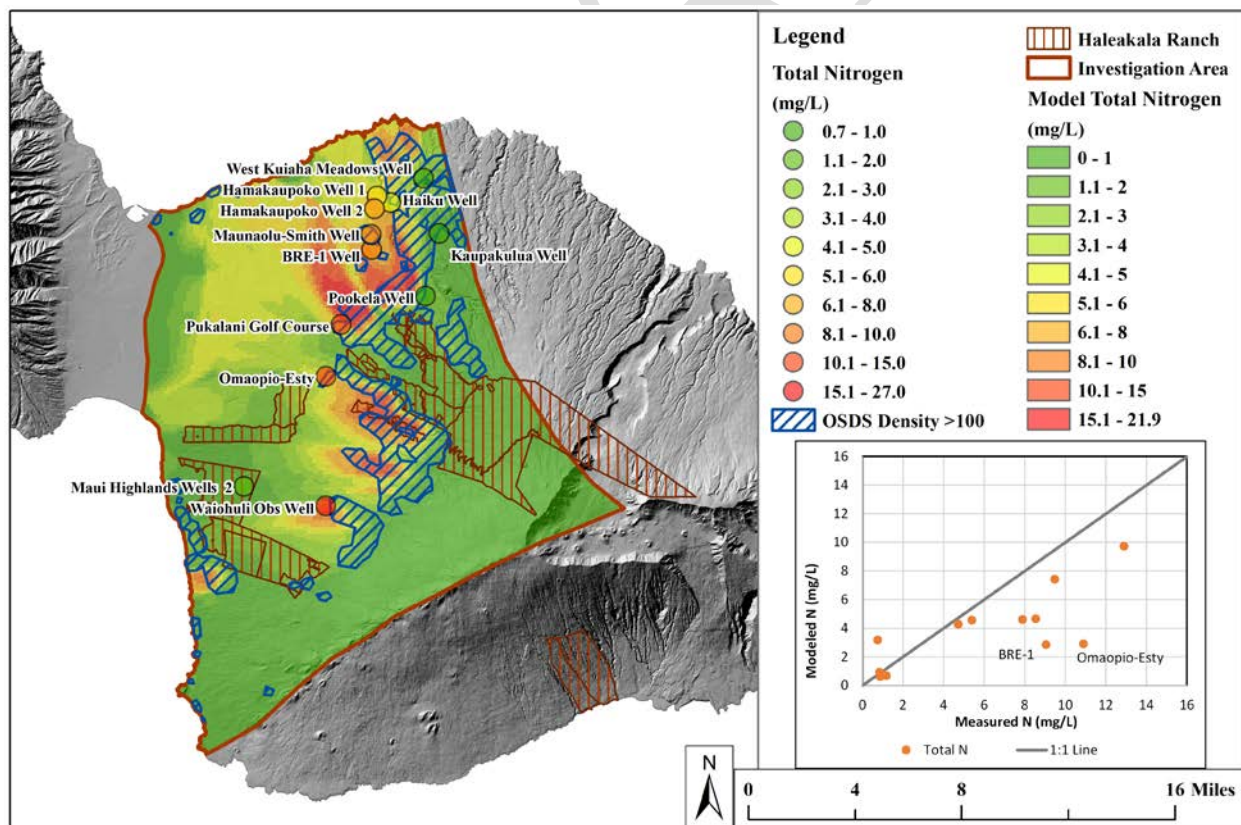 West Kuiaha Meadows Well
Hamakaupoko Well 1
Haiku Well
Hamakaupoko Well 2
Maunaolu-Smith Well
BRE-1 Well
Kaupakulua Well
Pookela Well
Pukalani Golf Course
Omaopio-Esty
Maui Highlands Wells 2
Waiohuli Obs Well
N
Legend
Total Nitrogen
(mg/L)
0.7 - 1.0
1.1 - 2.0
2.1 - 3.0
3.1 - 4.0
4.1 - 5.0
5.1 - 6.0
6.1 - 8.0
8.1 - 10.0
10.1 - 15.0
15.1 - 27.0
OSDS Density >100
Haleakala Ranch
Investigation Area
Model Total Nitrogen
(mg/L)
0 - 1
1.1 - 2
2.1 - 3
3.1 - 4
4.1 - 5
5.1 - 6
6.1 - 8
8.1 - 10
10.1 - 15
15.1 - 21.9
16
14
12
10
8
6
4
2
0
Modeled N (mg/L)
BRE-1
Omaopio-Esty
0 2 4 6 8 10 12 14 16
Measured N (mg/L)
Total N
1:1 Line
0 4 8 16 Miles